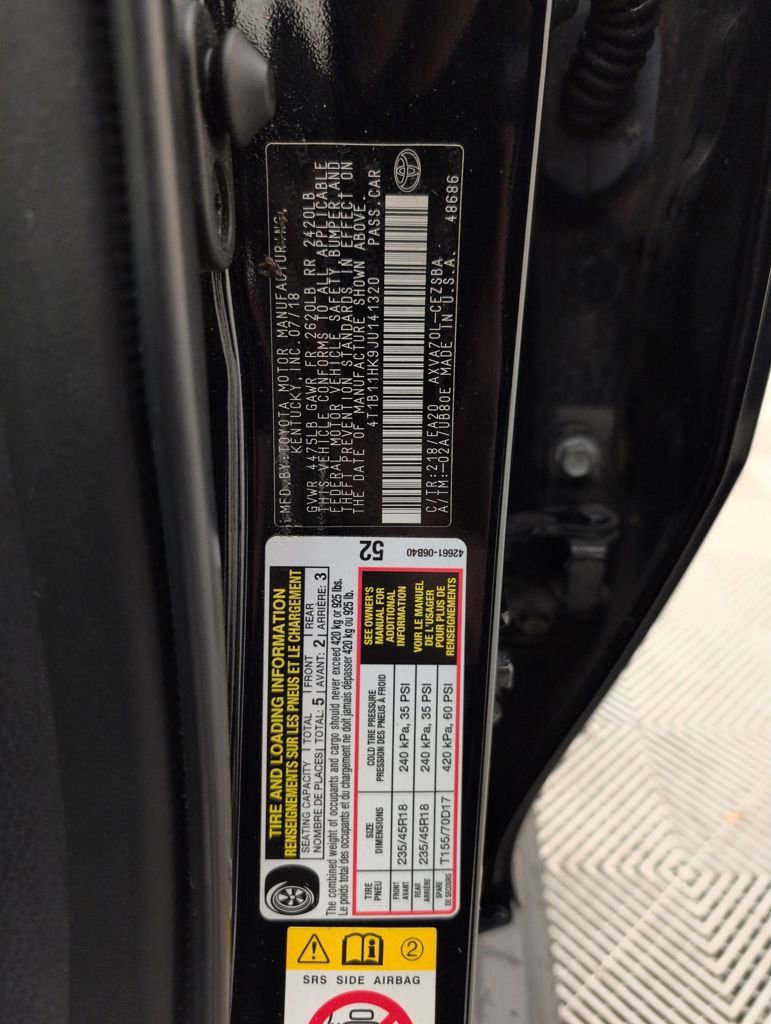 MFD. BY: TOYOTA MOTOR MANUFACTURING,
KENTUCKY, INC. 07/18
GVWR 4475LB GAWR FR 2620LB RR 2420LB
THIS VEHICLE CONFORMS TO ALL APPLICABLE
FEDERAL MOTOR VEHICLE SAFETY, BUMPER, AND
THEFT PREVENTION STANDARDS IN EFFECT ON
THE DATE OF MANUFACTURE SHOWN ABOVE.
4T1B11HK9JU141320 PASS.CAR
C/TR:218/EA20 AXVA70L-CEZSBA
A/TM:-02A/UB80E MADE IN U.S.A. 48686
TIRE AND LOADING INFORMATION
RENSEIGNEMENTS SUR LES PNEUS ET LE CHARGEMENT
52
SEATING CAPACITY TOTAL 5 FRONT 2 REAR 3
NOMBRE DE PLACES TOTAL: AVANT: ARRIÈRE:
The combined weight of occupants and cargo should never exceed 420 kg or 925 lbs.
Le poids total des occupants et du chargement ne doit jamais dépasser 420 kg ou 925 lb.
TIRE PNEU
SIZE DIMENSIONS
COLD TIRE PRESSURE PRESSION DES PNEUS À FROID
FRONT AVANT 235/45R18 240 kPa, 35 PSI
REAR ARRIÈRE 235/45R18 240 kPa, 35 PSI
SPARE DE SECOURS T155/70D17 420 kPa, 60 PSI
SEE OWNER'S
MANUAL FOR
ADDITIONAL
INFORMATION
VOIR LE MANUEL
DE L'USAGER
POUR PLUS DE
RENSEIGNEMENTS
42661-06B40
2
SRS SIDE AIRBAG